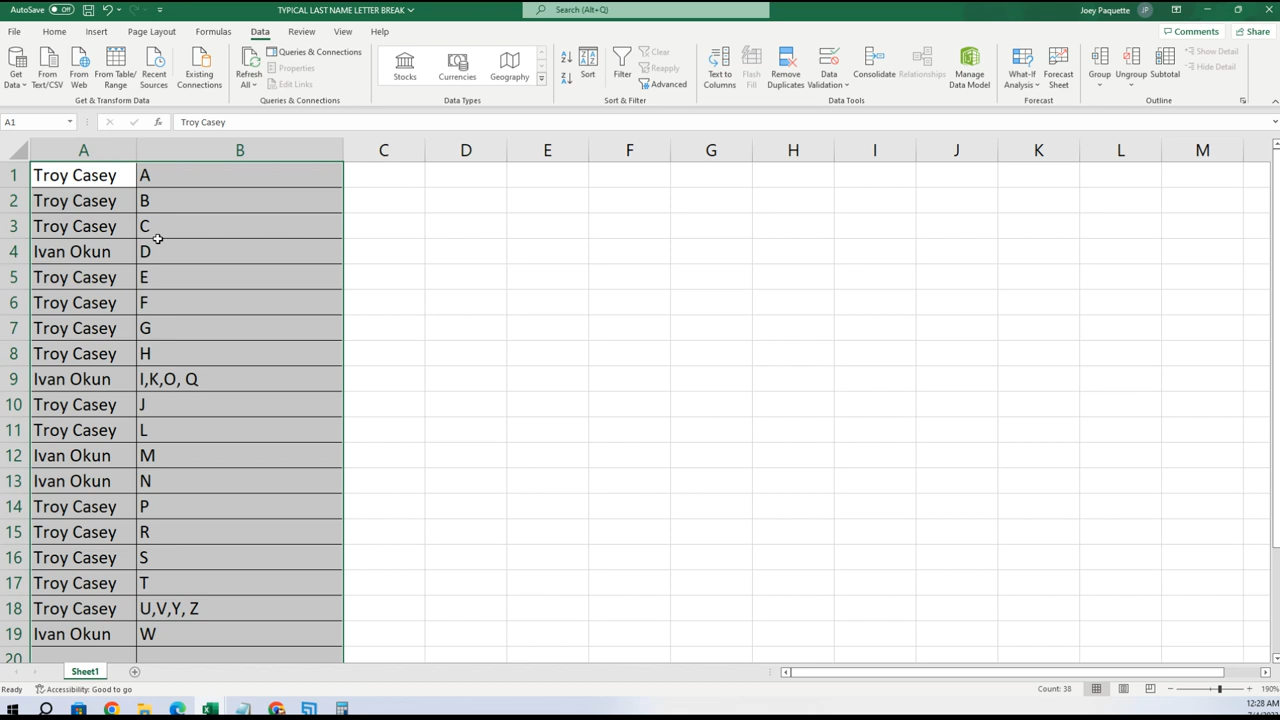 AutoSave Off TYPICAL LAST NAME LETTER BREAK Search (Alt+Q) Joey Paquette JP
File Home Insert Page Layout Formulas Data Review View Help Comments Share
Get Data From Text/CSV From Web From Table/Range Recent Sources Existing Connections
Get & Transform Data
Refresh All Queries & Connections Properties Edit Links
Queries & Connections
Stocks Currencies Geography
Data Types
Sort Filter Clear Reapply Advanced
Sort & Filter
Text to Columns Flash Fill Remove Duplicates Data Validation Consolidate Relationships Manage Data Model
Data Tools
What-If Analysis Forecast Sheet
Forecast
Group Ungroup Subtotal Show Detail Hide Detail
Outline
A1 fx Troy Casey
A B C D E F G H I J K L M
1 Troy Casey A
2 Troy Casey B
3 Troy Casey C
4 Ivan Okun D
5 Troy Casey E
6 Troy Casey F
7 Troy Casey G
8 Troy Casey H
9 Ivan Okun I,K,O, Q
10 Troy Casey J
11 Troy Casey L
12 Ivan Okun M
13 Ivan Okun N
14 Troy Casey P
15 Troy Casey R
16 Troy Casey S
17 Troy Casey T
18 Troy Casey U,V,Y, Z
19 Ivan Okun W
20
Sheet1
Ready Accessibility: Good to go Count: 38 190%
12:28 AM